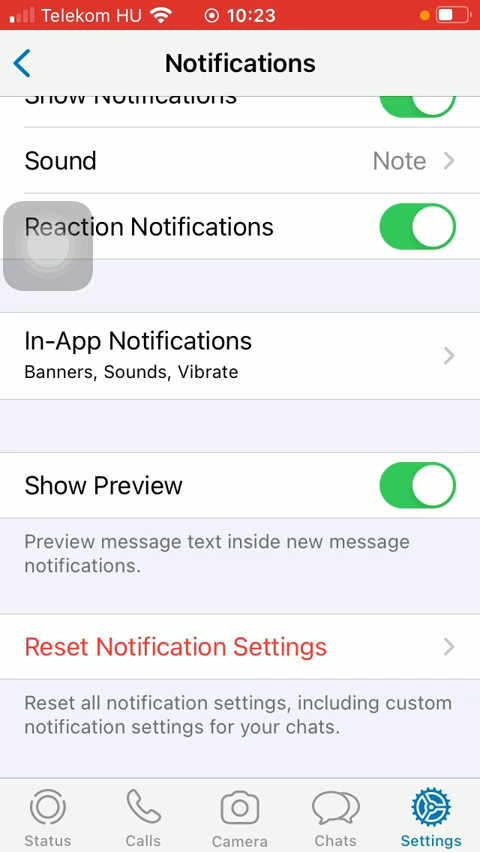 Telekom HU 10:23
Notifications
Show Notifications
Sound Note
Reaction Notifications
In-App Notifications
Banners, Sounds, Vibrate
Show Preview
Preview message text inside new message
notifications.
Reset Notification Settings
Reset all notification settings, including custom
notification settings for your chats.
Status Calls Camera Chats Settings